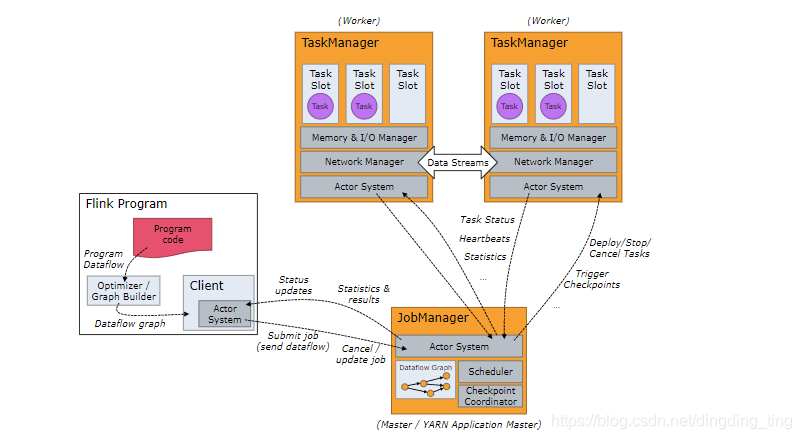 (Worker)
(Worker)
TaskManager
TaskManager
Task
Slot
Task
Task
Slot
Task
Task
Slot
Task
Slot
Task
Task
Slot
Task
Task
Slot
Memory & I/O Manager
Memory & I/O Manager
Network Manager
Data Streams
Network Manager
Actor System
Actor System
Flink Program
Program
code
Program
Dataflow
Optimizer /
Graph Builder
Dataflow graph
Client
Actor
System
Task Status
Heartbeats
Statistics
...
Deploy/Stop/
Cancel Tasks
Trigger
Checkpoints
...
Status
updates
Statistics &
results
Submit job
(send dataflow)
Cancel /
update job
JobManager
Actor System
Dataflow Graph
Scheduler
Checkpoint
Coordinator
(Master / YARN Application Master)
https://blog.csdn.net/dingding_ting